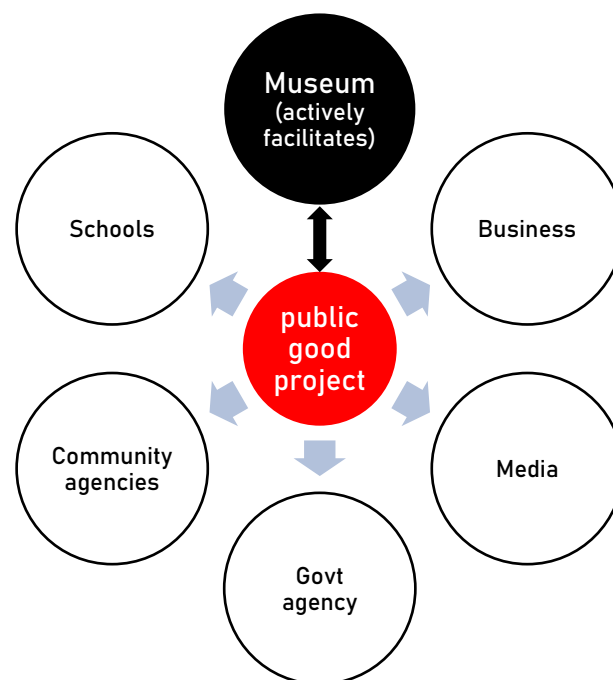 Museum
(actively
facilitates)
Schools
Business
public
good
project
Community
agencies
Media
Govt
agency